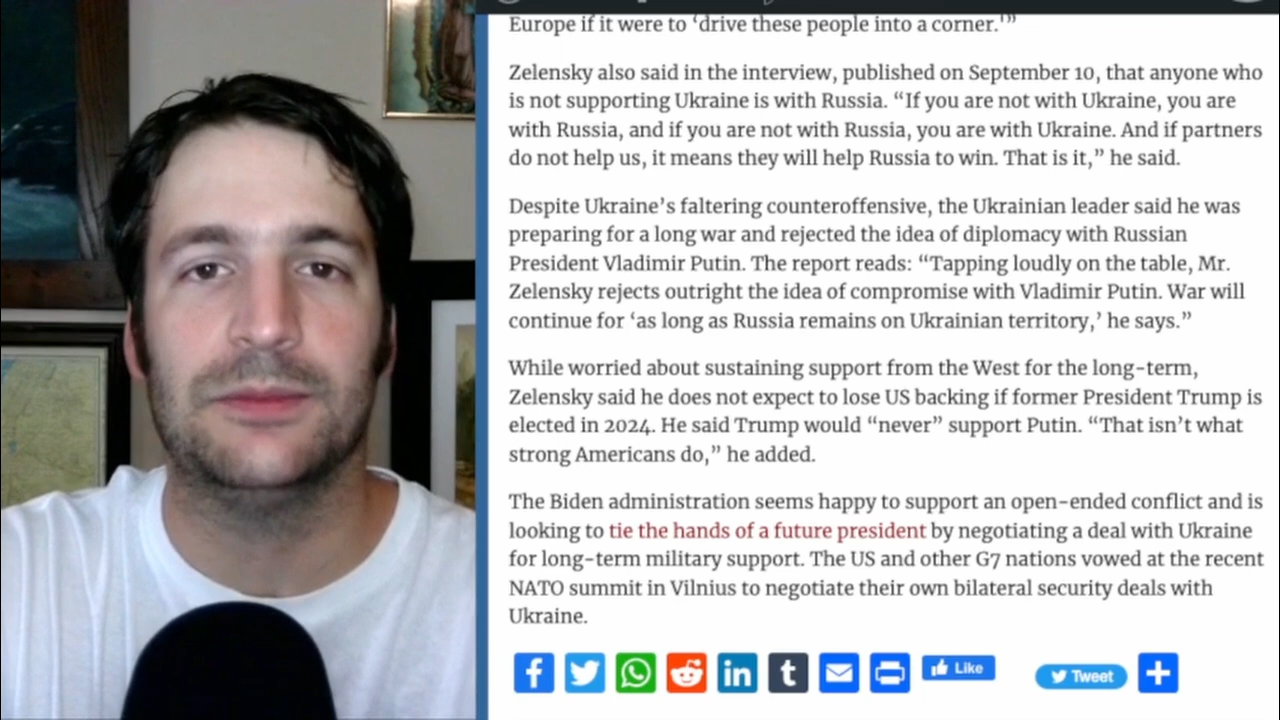 Europe if it were to ‘drive these people into a corner.'”
Zelensky also said in the interview, published on September 10, that anyone who
is not supporting Ukraine is with Russia. “If you are not with Ukraine, you are
with Russia, and if you are not with Russia, you are with Ukraine. And if partners
do not help us, it means they will help Russia to win. That is it,” he said.
Despite Ukraine’s faltering counteroffensive, the Ukrainian leader said he was
preparing for a long war and rejected the idea of diplomacy with Russian
President Vladimir Putin. The report reads: “Tapping loudly on the table, Mr.
Zelensky rejects outright the idea of compromise with Vladimir Putin. War will
continue for ‘as long as Russia remains on Ukrainian territory,’ he says.”
While worried about sustaining support from the West for the long-term,
Zelensky said he does not expect to lose US backing if former President Trump is
elected in 2024. He said Trump would “never” support Putin. “That isn’t what
strong Americans do,” he added.
The Biden administration seems happy to support an open-ended conflict and is
looking to tie the hands of a future president by negotiating a deal with Ukraine
for long-term military support. The US and other G7 nations vowed at the recent
NATO summit in Vilnius to negotiate their own bilateral security deals with
Ukraine.
Like
Tweet